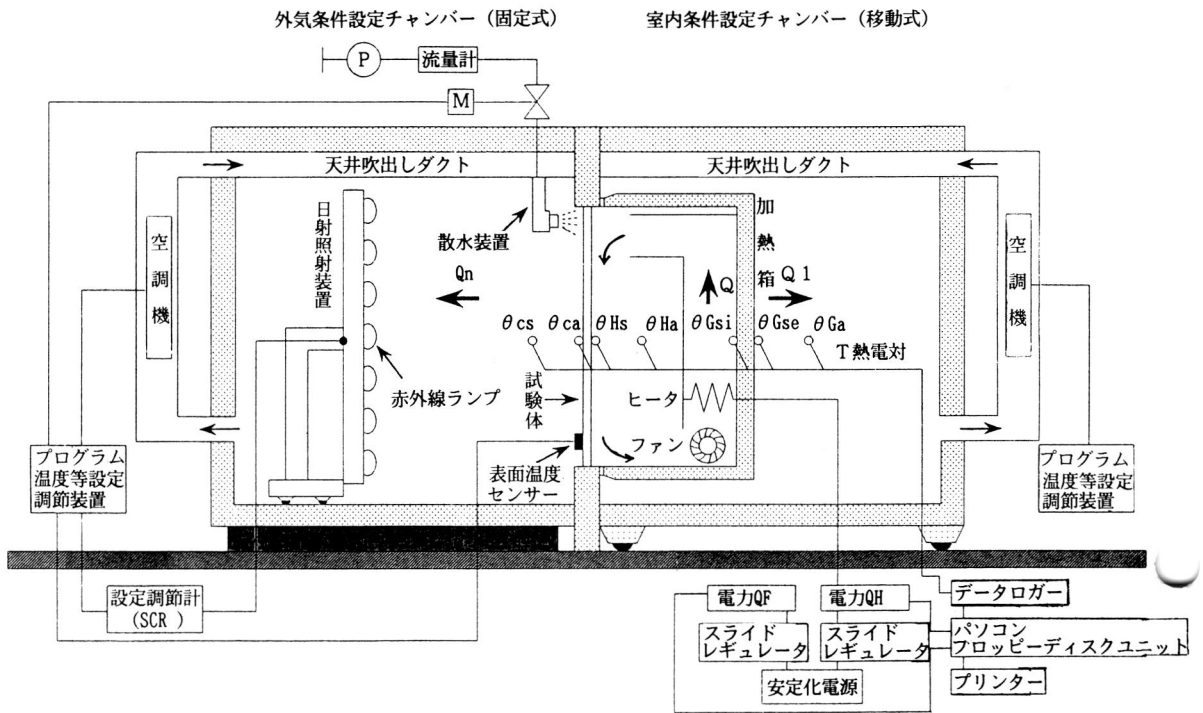 外気条件設定チャンバー（固定式）
室内条件設定チャンバー（移動式）
P
流量計
M
天井吹出しダクト
天井吹出しダクト
空調機
日射照射装置
散水装置
加熱箱
空調機
Qn
Q
Q1
θcs
θca
θHs
θHa
θGsi
θGse
θGa
T熱電対
赤外線ランプ
試験体
ヒータ
ファン
表面温度
センサー
プログラム
温度等設定
調節装置
プログラム
温度等設定
調節装置
設定調節計
(SCR )
電力QF
電力QH
データロガー
スライド
レギュレータ
スライド
レギュレータ
パソコン
フロッピーディスクユニット
安定化電源
プリンター